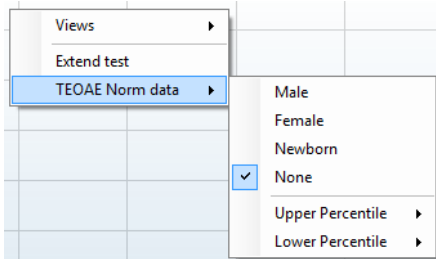 Views
Extend test
TEOAE Norm data
Male
Female
Newborn
None
Upper Percentile
Lower Percentile